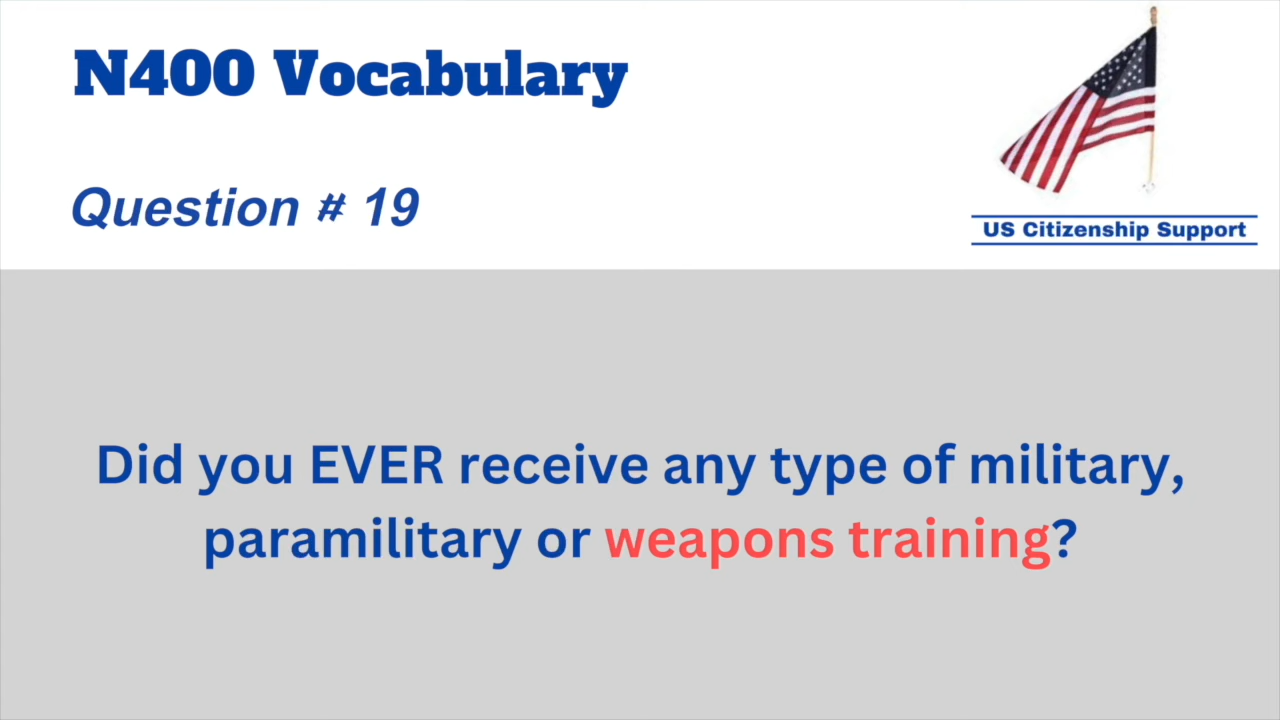 N400 Vocabulary
Question # 19
US Citizenship Support
Did you EVER receive any type of military,
paramilitary or weapons training?